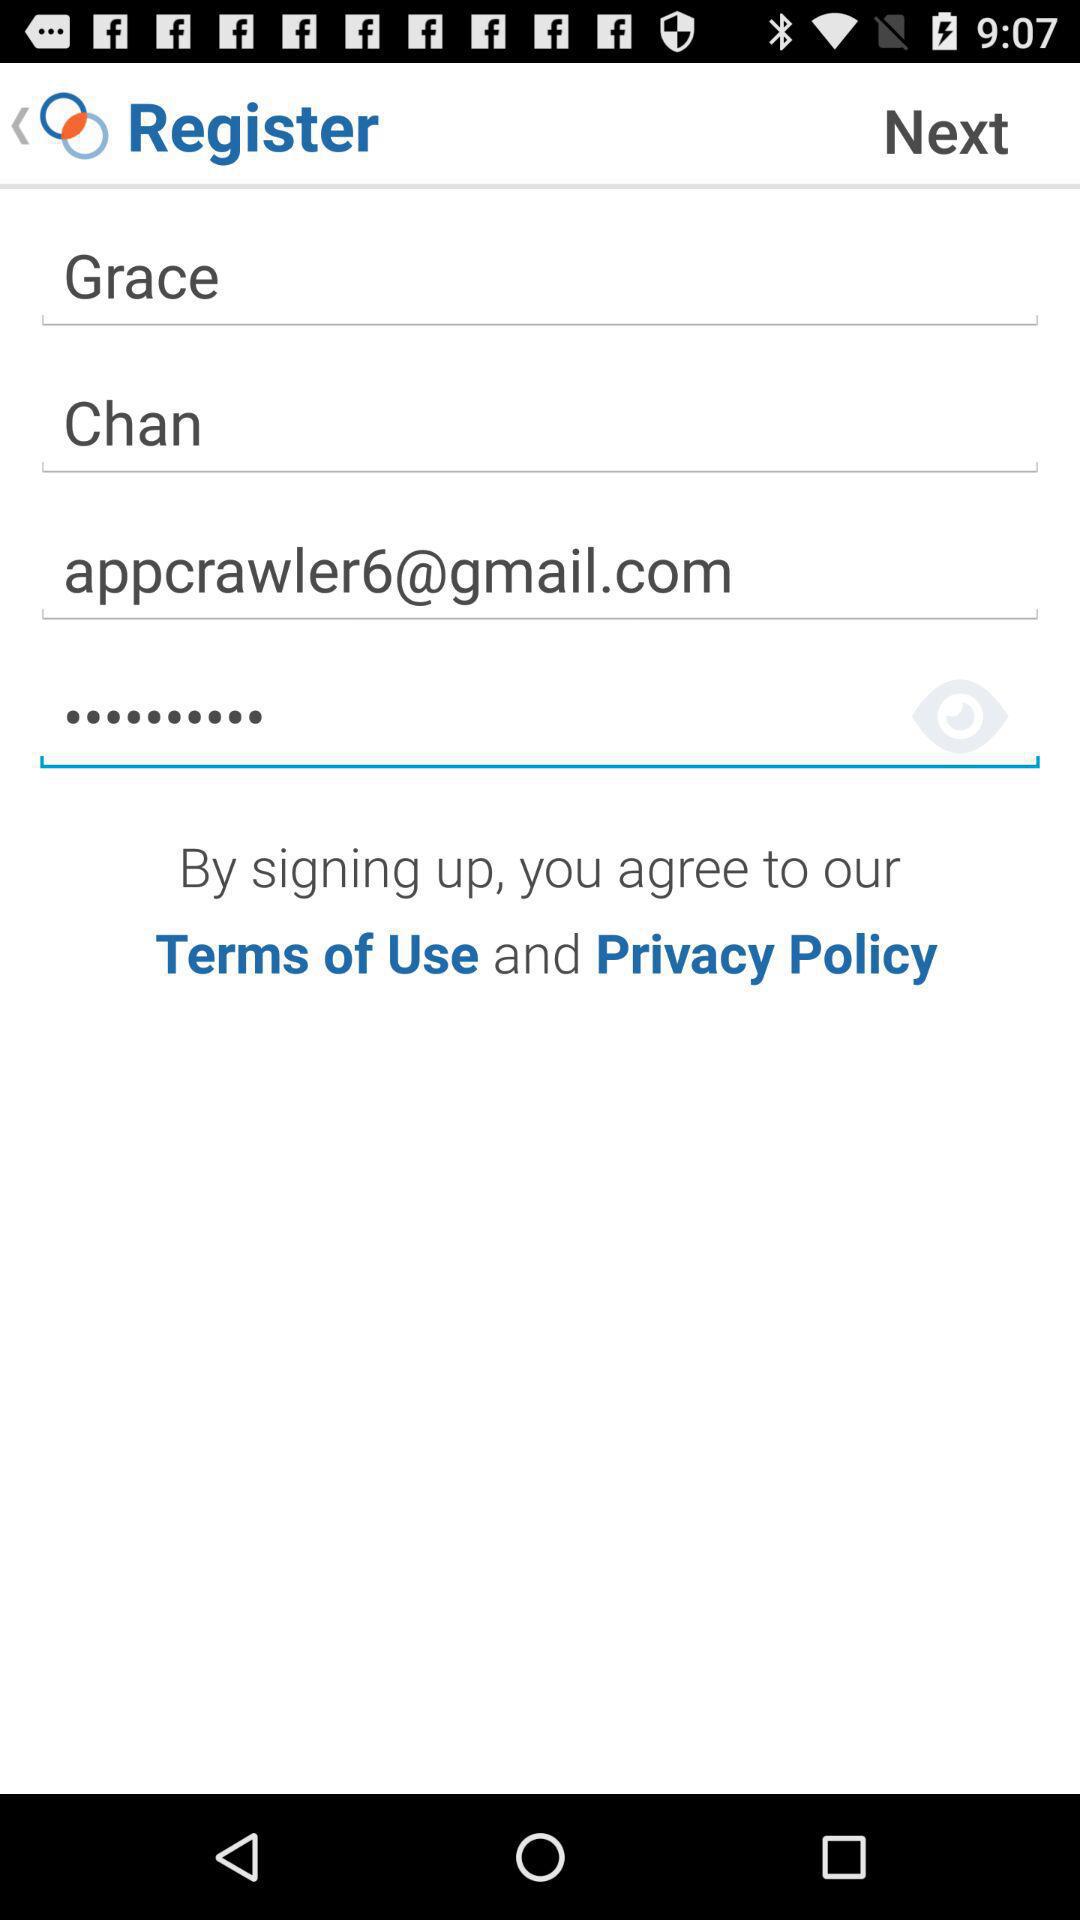 9:07
Register
Next
Grace
Chan
appcrawler6@gmail.com
••••••••••
By signing up, you agree to our
Terms of Use and Privacy Policy